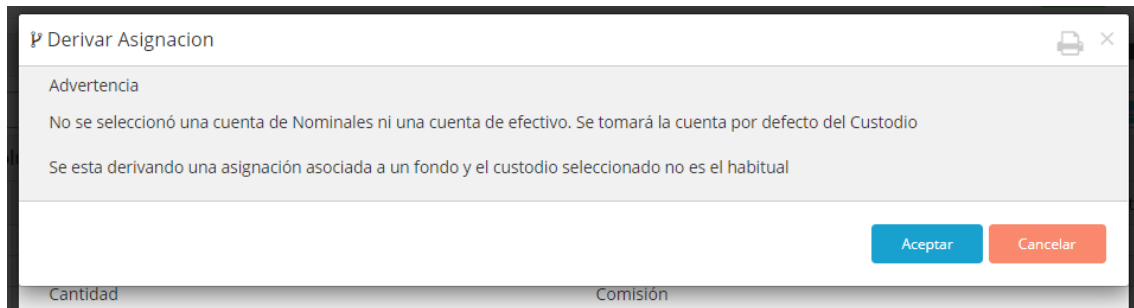 Derivar Asignacion
Advertencia
No se seleccionó una cuenta de Nominales ni una cuenta de efectivo. Se tomará la cuenta por defecto del Custodio
Se esta derivando una asignación asociada a un fondo y el custodio seleccionado no es el habitual
Aceptar
Cancelar
Cantidad
Comisión